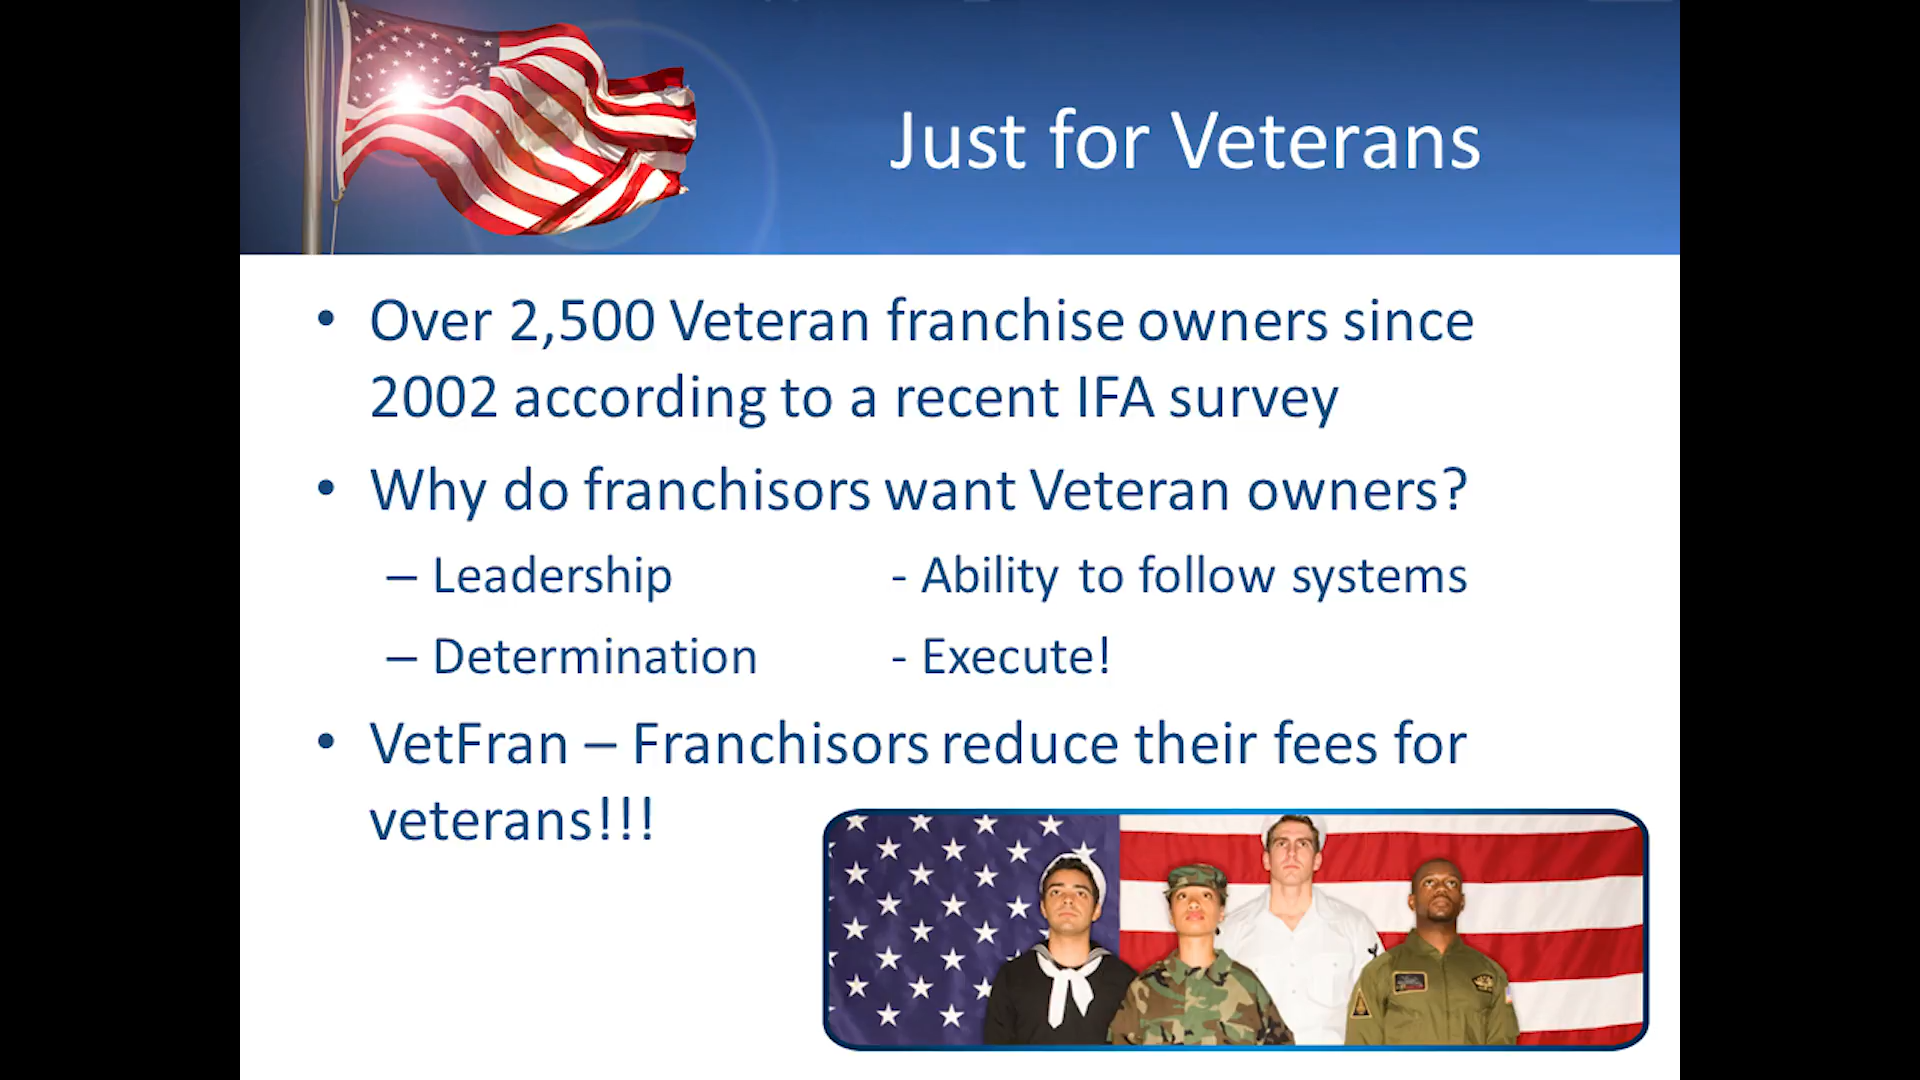 Just for Veterans
• Over 2,500 Veteran franchise owners since
2002 according to a recent IFA survey
• Why do franchisors want Veteran owners?
– Leadership - Ability to follow systems
– Determination - Execute!
• VetFran – Franchisors reduce their fees for
veterans!!!